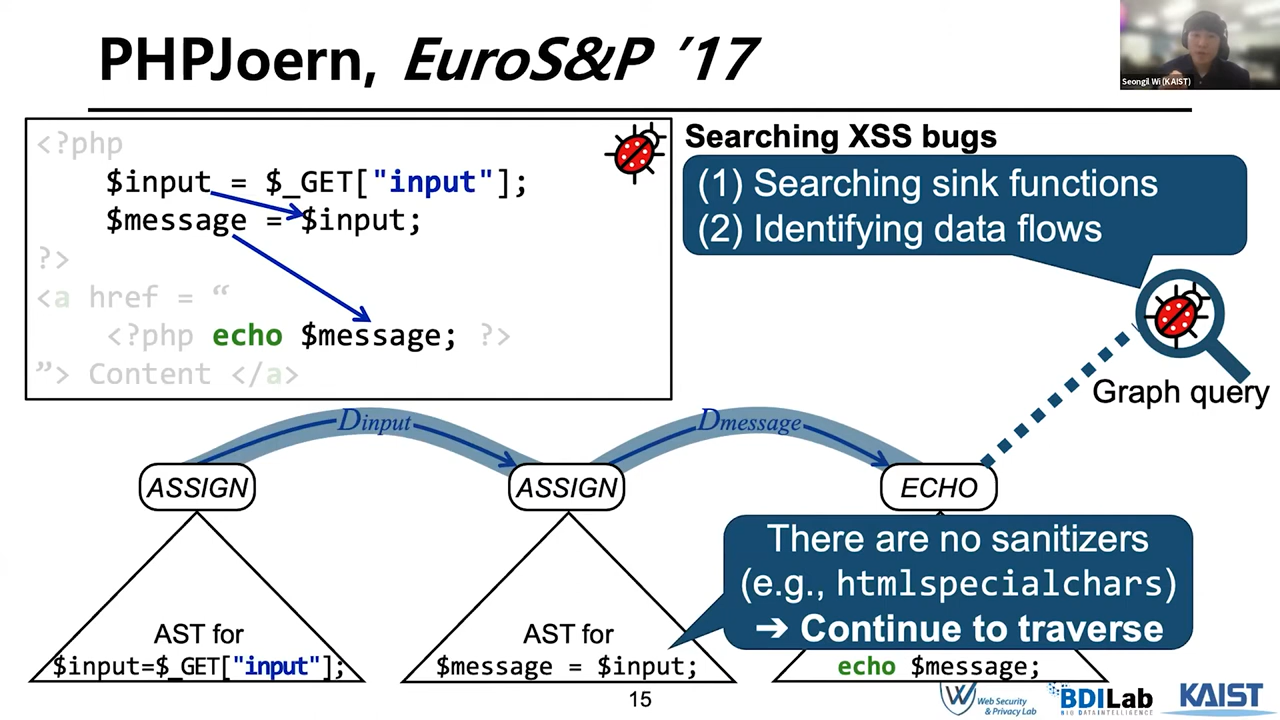 PHPJoern, EuroS&P '17
Seongil Wi (KAIST)
<?php
$input = $_GET["input"];
$message = $input;
?>
<a href = “
<?php echo $message; ?>
”> Content </a>
Searching XSS bugs
(1) Searching sink functions
(2) Identifying data flows
Graph query
Dinput
Dmessage
ASSIGN
ASSIGN
ECHO
There are no sanitizers
(e.g., htmlspecialchars)
➔ Continue to traverse
AST for
$input=$_GET["input"];
AST for
$message = $input;
echo $message;
15
Web Security
& Privacy Lab
BDILab
BIG DATA INTELLIGENCE
KAIST